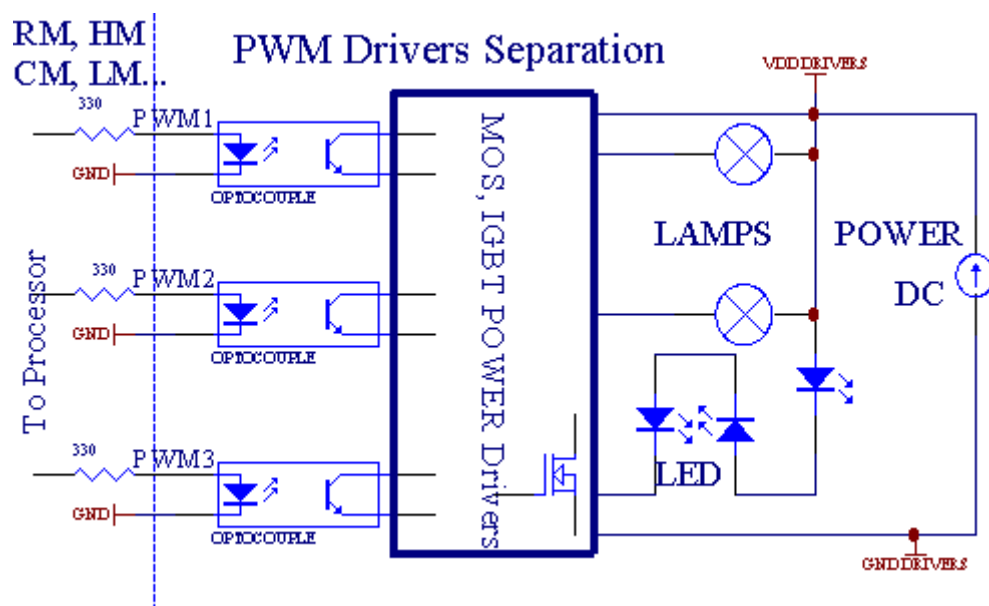 RM, HM
CM, LM...
PWM Drivers Separation
VDDDRIVERS
330
PWM1
GND
OPTOCOUPLE
MOS, IGBT POWER Drivers
LAMPS
POWER
DC
To Processor
330
PWM2
GND
OPTOCOUPLE
LED
330
PWM3
GND
OPTOCOUPLE
GNDDRIVERS